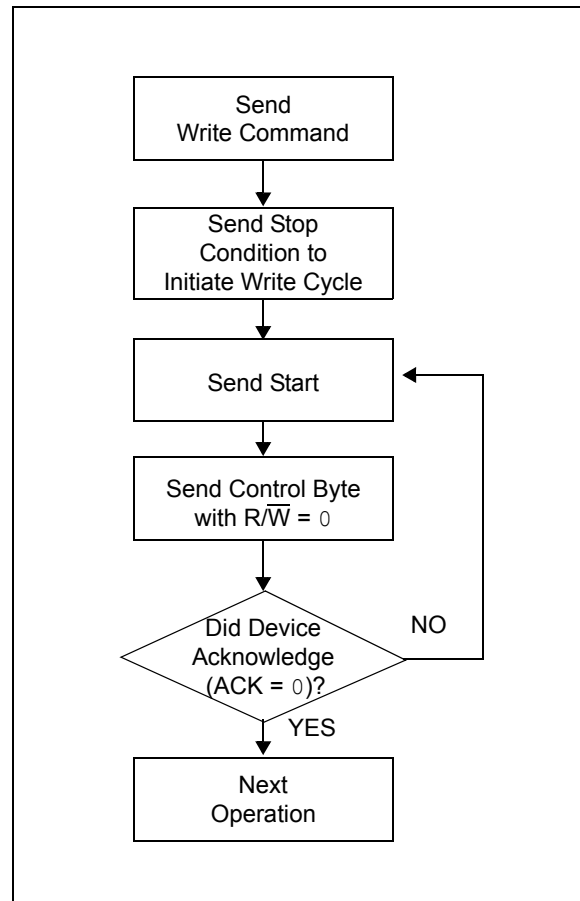 Send
Write Command
Send Stop
Condition to
Initiate Write Cycle
Send Start
Send Control Byte
with R/W̅ = 0
Did Device
Acknowledge
(ACK = 0)?
NO
YES
Next
Operation